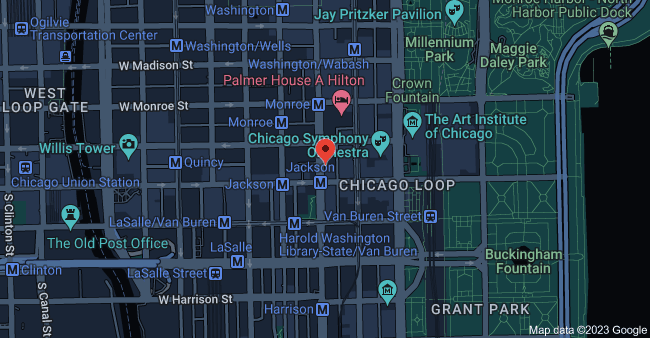 Washington
Jay Pritzker Pavilion
Monroe Harbor - North
Harbor Public Dock
Ogilvie
Transportation Center
Washington/Wells
Millennium
Park
Maggie
Daley Park
W Madison St
Washington/Wabash
Palmer House A Hilton
Crown
Fountain
WEST
LOOP GATE
W Monroe St
Monroe
Monroe
The Art Institute
of Chicago
Willis Tower
Chicago Symphony
Orchestra
Quincy
Jackson
Chicago Union Station
Jackson
CHICAGO LOOP
S Clinton St
LaSalle/Van Buren
Van Buren Street
The Old Post Office
LaSalle
Harold Washington
Library-State/Van Buren
Buckingham
Fountain
Clinton
LaSalle Street
S Canal St
W Harrison St
Harrison
GRANT PARK
Map data ©2023 Google